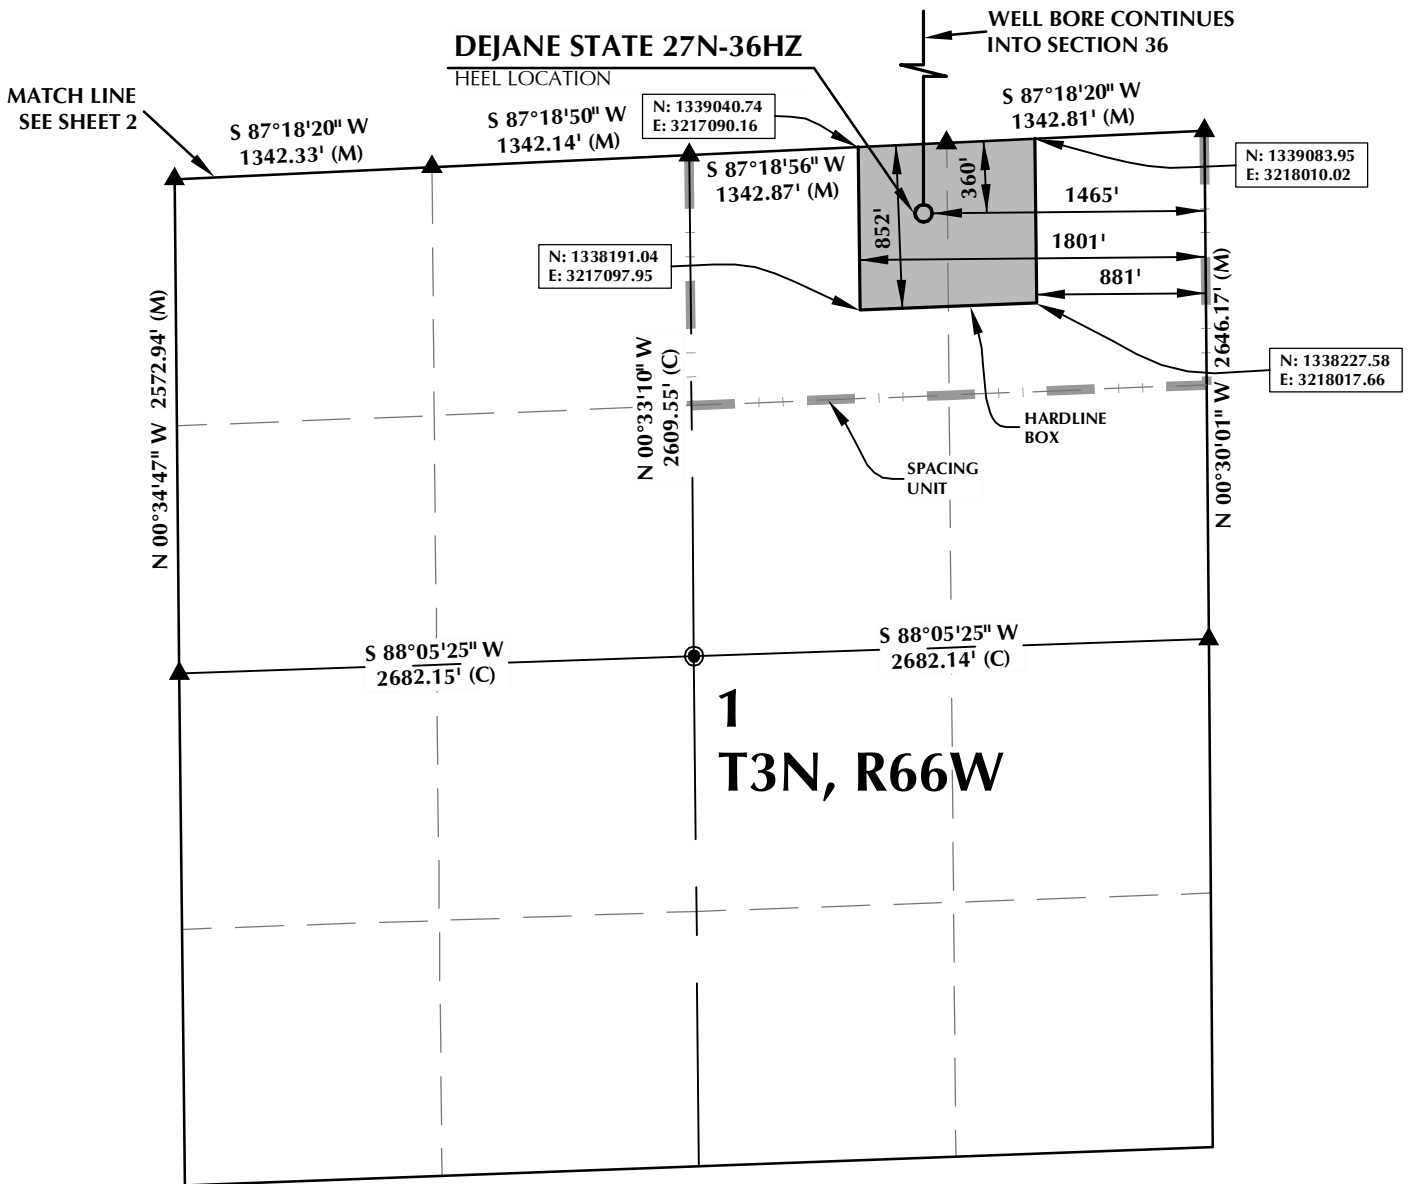 WELL BORE CONTINUES
INTO SECTION 36
DEJANE STATE 27N-36HZ
HEEL LOCATION
MATCH LINE
SEE SHEET 2
S 87°18'20" W
1342.33' (M)
S 87°18'50" W
1342.14' (M)
N: 1339040.74
E: 3217090.16
S 87°18'20" W
1342.81' (M)
S 87°18'56" W
1342.87' (M)
N: 1339083.95
E: 3218010.02
360'
1465'
852'
1801'
881'
N: 1338191.04
E: 3217097.95
N: 1338227.58
E: 3218017.66
N 00°34'47" W 2572.94' (M)
N 00°33'10" W
2609.55' (C)
N 00°30'01" W 2646.17' (M)
HARDLINE
BOX
SPACING
UNIT
S 88°05'25" W
2682.15' (C)
S 88°05'25" W
2682.14' (C)
1
T3N, R66W